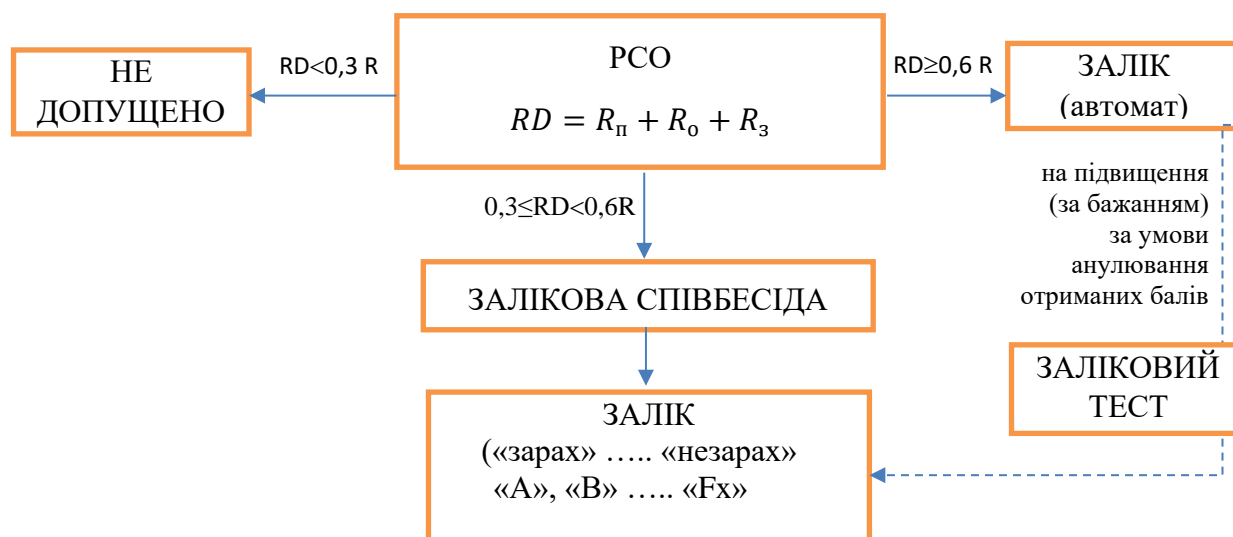 НЕ
ДОПУЩЕНО
RD<0,3 R
РСО
RD = Rп + Rо + Rз
RD≥0,6 R
ЗАЛІК
(автомат)
0,3≤RD<0,6R
на підвищення
(за бажанням)
за умови
анулювання
отриманих балів
ЗАЛІКОВА СПІВБЕСІДА
ЗАЛІКОВИЙ
ТЕСТ
ЗАЛІК
(«зарах» ….. «незарах»
«А», «В» ….. «Fx»